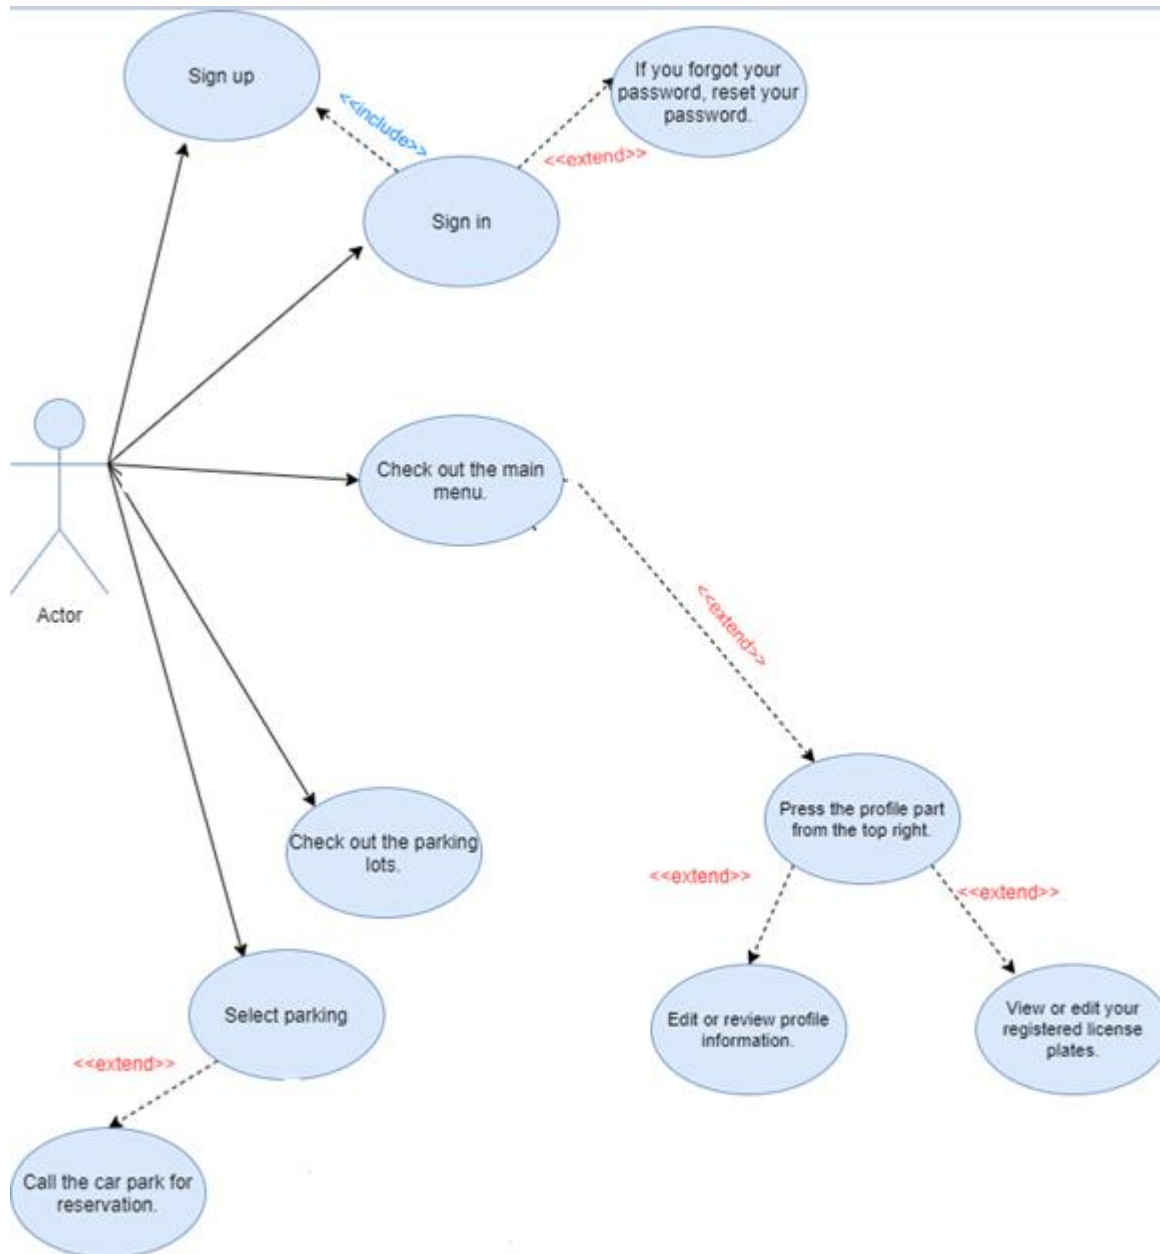 Sign up
If you forgot your
password, reset your
password.
<<include>>
<<extend>>
Sign in
Check out the main
menu.
Actor
<<extend>>
Press the profile part
from the top right.
Check out the parking
lots.
<<extend>>
<<extend>>
Select parking
Edit or review profile
information.
View or edit your
registered license
plates.
<<extend>>
Call the car park for
reservation.